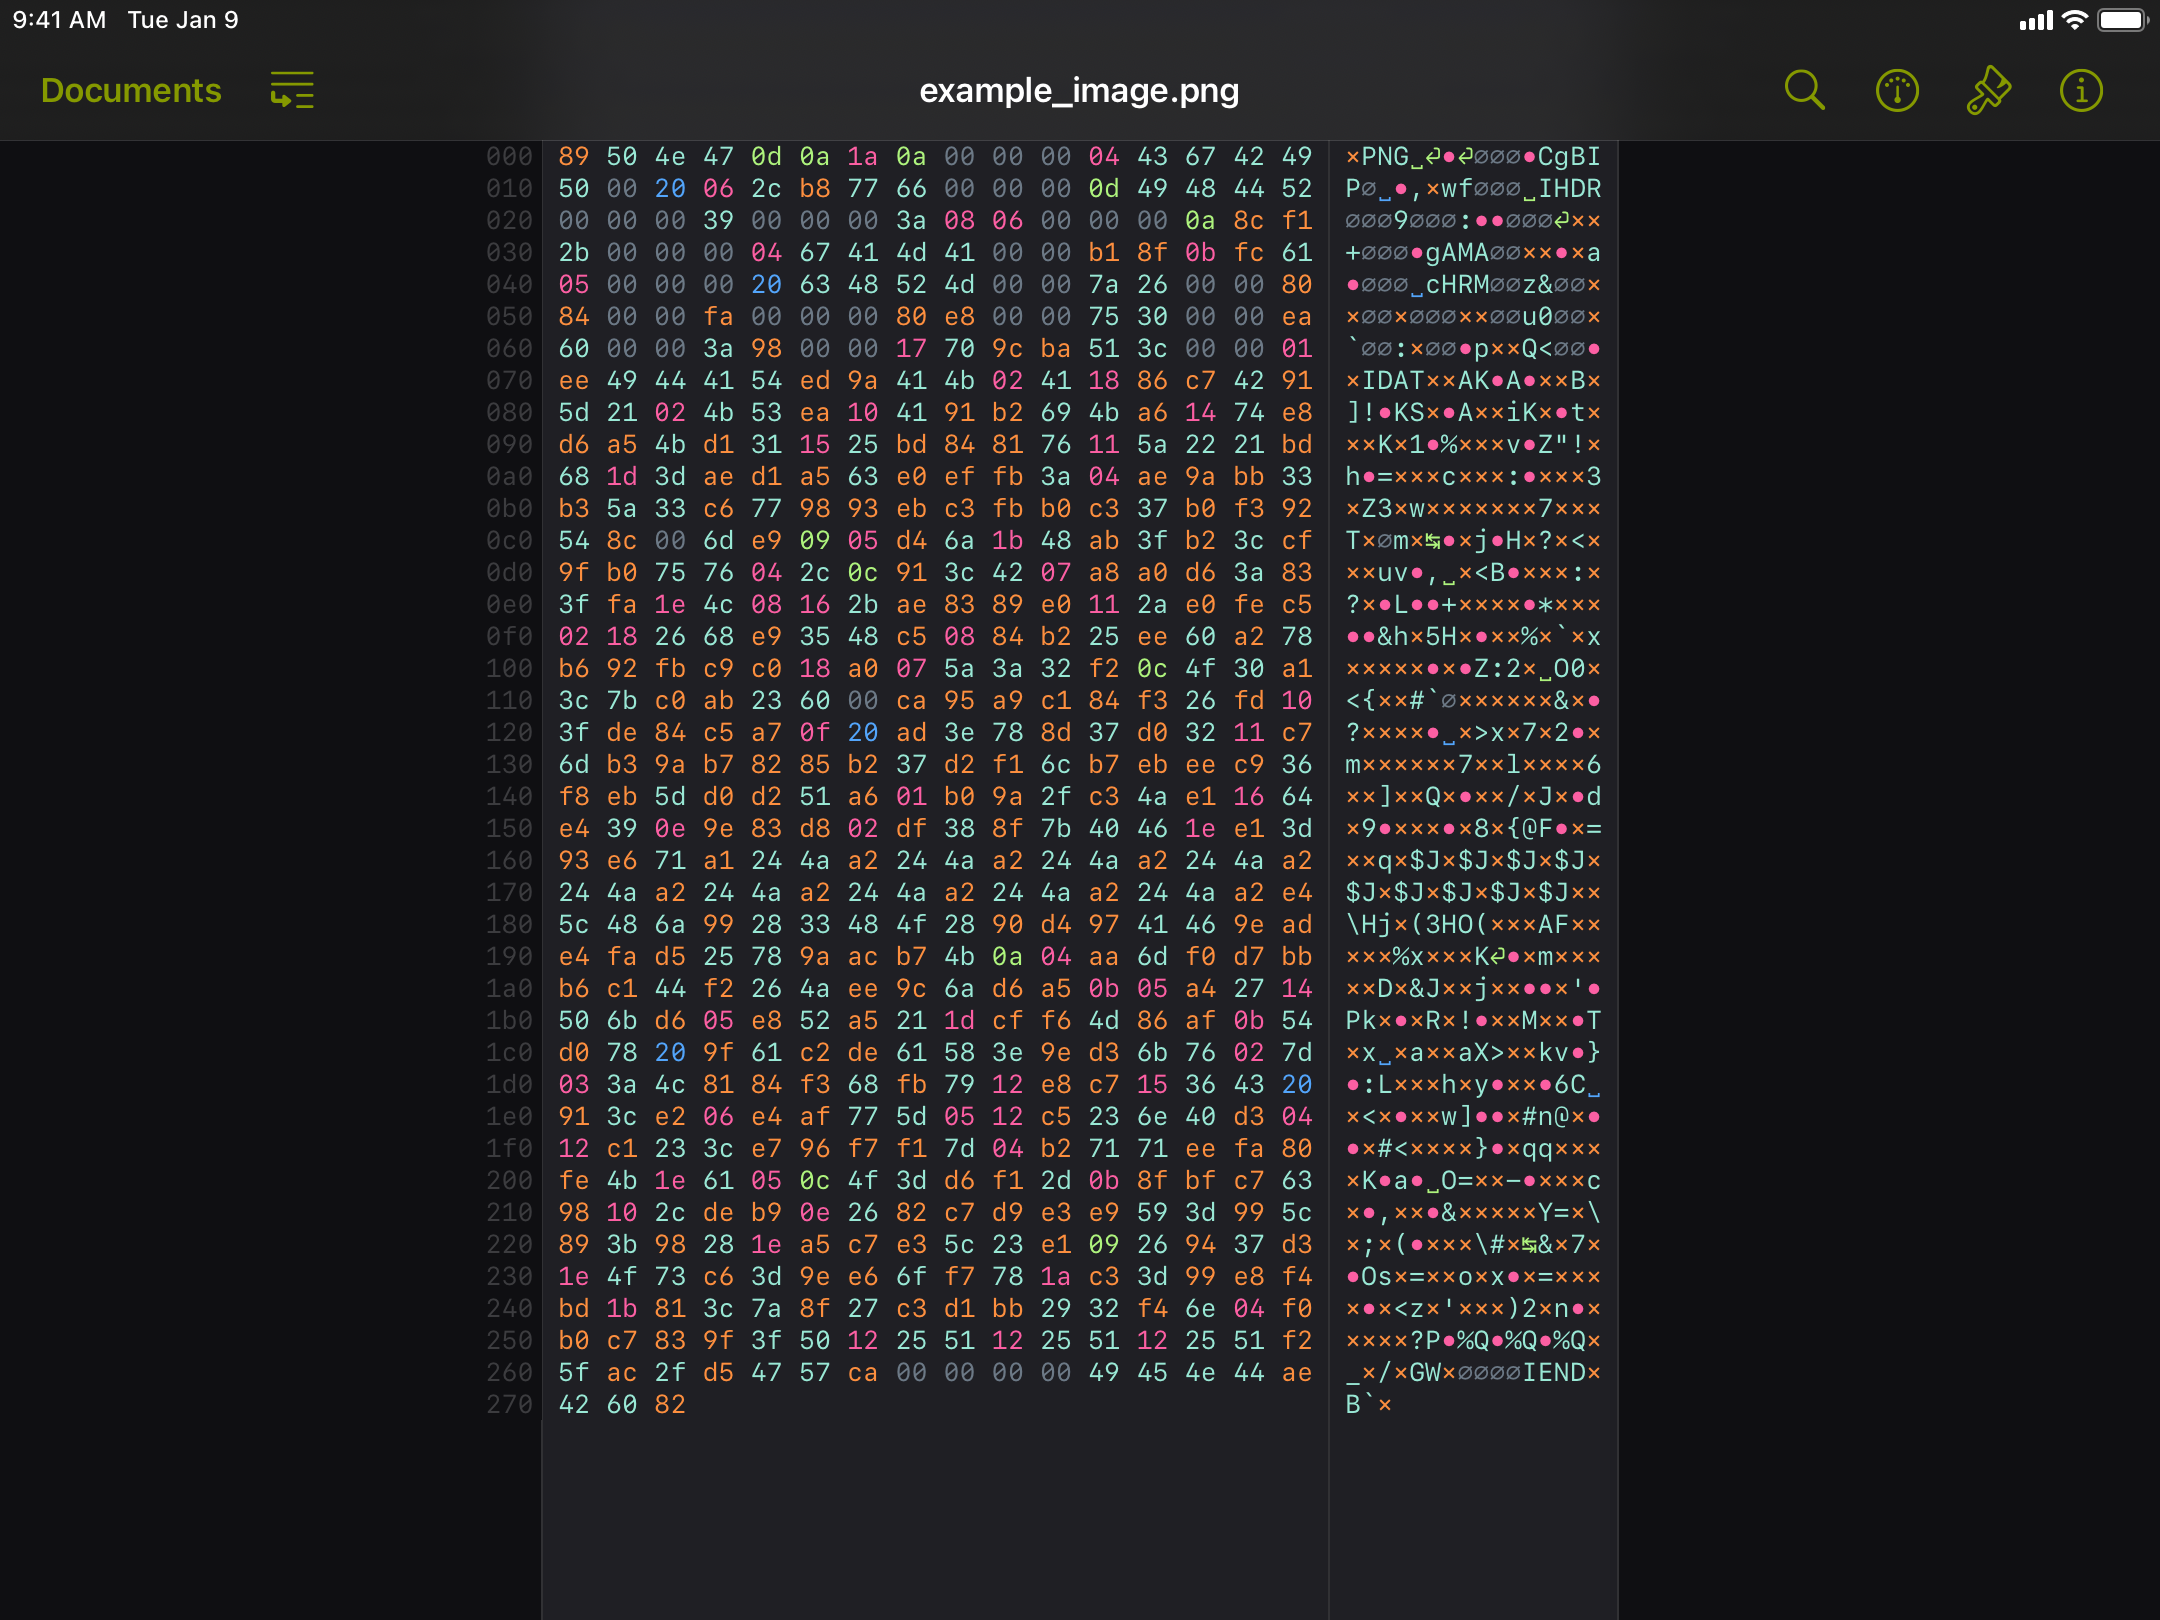 9:41 AM Tue Jan 9
Documents
example_image.png
000 89 50 4e 47 0d 0a 1a 0a 00 00 00 04 43 67 42 49 ×PNG␣⏎•⏎∅∅∅•CgBI
010 50 00 20 06 2c b8 77 66 00 00 00 0d 49 48 44 52 P∅␣•,×wf∅∅∅␣IHDR
020 00 00 00 39 00 00 00 3a 08 06 00 00 00 0a 8c f1 ∅∅∅9∅∅∅:••∅∅∅⏎××
030 2b 00 00 00 04 67 41 4d 41 00 00 b1 8f 0b fc 61 +∅∅∅•gAMA∅∅××•×a
040 05 00 00 00 20 63 48 52 4d 00 00 7a 26 00 00 80 •∅∅∅␣cHRM∅∅z&∅∅×
050 84 00 00 fa 00 00 00 80 e8 00 00 75 30 00 00 ea ×∅∅×∅∅∅××∅∅u0∅∅×
060 60 00 00 3a 98 00 00 17 70 9c ba 51 3c 00 00 01 `∅∅:×∅∅•p××Q<∅∅•
070 ee 49 44 41 54 ed 9a 41 4b 02 41 18 86 c7 42 91 ×IDAT××AK•A•××B×
080 5d 21 02 4b 53 ea 10 41 91 b2 69 4b a6 14 74 e8 ]!•KS×•A××iK×•t×
090 d6 a5 4b d1 31 15 25 bd 84 81 76 11 5a 22 21 bd ××K×1•%×××v•Z"!×
0a0 68 1d 3d ae d1 a5 63 e0 ef fb 3a 04 ae 9a bb 33 h•=×××c×××:•×××3
0b0 b3 5a 33 c6 77 98 93 eb c3 fb b0 c3 37 b0 f3 92 ×Z3×w×××××××7×××
0c0 54 8c 00 6d e9 09 05 d4 6a 1b 48 ab 3f b2 3c cf T×∅m×↹•×j•H×?×<×
0d0 9f b0 75 76 04 2c 0c 91 3c 42 07 a8 a0 d6 3a 83 ××uv•,␣×<B•×××:×
0e0 3f fa 1e 4c 08 16 2b ae 83 89 e0 11 2a e0 fe c5 ?×•L••+××××•*×××
0f0 02 18 26 68 e9 35 48 c5 08 84 b2 25 ee 60 a2 78 ••&h×5H×•××%×`×x
100 b6 92 fb c9 c0 18 a0 07 5a 3a 32 f2 0c 4f 30 a1 ×××××•×•Z:2×␣O0×
110 3c 7b c0 ab 23 60 00 ca 95 a9 c1 84 f3 26 fd 10 <{××#`∅××××××&×•
120 3f de 84 c5 a7 0f 20 ad 3e 78 8d 37 d0 32 11 c7 ?××××•␣×>x×7×2•×
130 6d b3 9a b7 82 85 b2 37 d2 f1 6c b7 eb ee c9 36 m××××××7××l××××6
140 f8 eb 5d d0 d2 51 a6 01 b0 9a 2f c3 4a e1 16 64 ××]××Q×•××/×J×•d
150 e4 39 0e 9e 83 d8 02 df 38 8f 7b 40 46 1e e1 3d ×9•×××•×8×{@F•×=
160 93 e6 71 a1 24 4a a2 24 4a a2 24 4a a2 24 4a a2 ××q×$J×$J×$J×$J×
170 24 4a a2 24 4a a2 24 4a a2 24 4a a2 24 4a a2 e4 $J×$J×$J×$J×$J××
180 5c 48 6a 99 28 33 48 4f 28 90 d4 97 41 46 9e ad \Hj×(3HO(×××AF××
190 e4 fa d5 25 78 9a ac b7 4b 0a 04 aa 6d f0 d7 bb ×××%x×××K⏎•×m×××
1a0 b6 c1 44 f2 26 4a ee 9c 6a d6 a5 0b 05 a4 27 14 ××D×&J××j××••×'•
1b0 50 6b d6 05 e8 52 a5 21 1d cf f6 4d 86 af 0b 54 Pk×•×R×!•××M××•T
1c0 d0 78 20 9f 61 c2 de 61 58 3e 9e d3 6b 76 02 7d ×x␣×a××aX>××kv•}
1d0 03 3a 4c 81 84 f3 68 fb 79 12 e8 c7 15 36 43 20 •:L×××h×y•××•6C␣
1e0 91 3c e2 06 e4 af 77 5d 05 12 c5 23 6e 40 d3 04 ×<×•××w]••×#n@×•
1f0 12 c1 23 3c e7 96 f7 f1 7d 04 b2 71 71 ee fa 80 •×#<××××}•×qq×××
200 fe 4b 1e 61 05 0c 4f 3d d6 f1 2d 0b 8f bf c7 63 ×K•a•␣O=××-•×××c
210 98 10 2c de b9 0e 26 82 c7 d9 e3 e9 59 3d 99 5c ×•,××•&×××××Y=×\
220 89 3b 98 28 1e a5 c7 e3 5c 23 e1 09 26 94 37 d3 ×;×(•×××\#×↹&×7×
230 1e 4f 73 c6 3d 9e e6 6f f7 78 1a c3 3d 99 e8 f4 •Os×=××o×x•×=×××
240 bd 1b 81 3c 7a 8f 27 c3 d1 bb 29 32 f4 6e 04 f0 ×•×<z×'×××)2×n•×
250 b0 c7 83 9f 3f 50 12 25 51 12 25 51 12 25 51 f2 ××××?P•%Q•%Q•%Q×
260 5f ac 2f d5 47 57 ca 00 00 00 00 49 45 4e 44 ae _×/×GW×∅∅∅∅IEND×
270 42 60 82 B`×